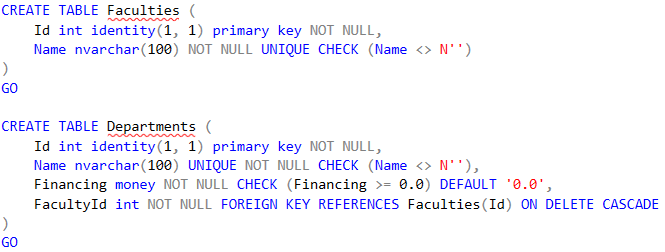 CREATE TABLE Faculties (
    Id int identity(1, 1) primary key NOT NULL,
    Name nvarchar(100) NOT NULL UNIQUE CHECK (Name <> N'')
)
GO

CREATE TABLE Departments (
    Id int identity(1, 1) primary key NOT NULL,
    Name nvarchar(100) UNIQUE NOT NULL CHECK (Name <> N''),
    Financing money NOT NULL CHECK (Financing >= 0.0) DEFAULT '0.0',
    FacultyId int NOT NULL FOREIGN KEY REFERENCES Faculties(Id) ON DELETE CASCADE
)
GO